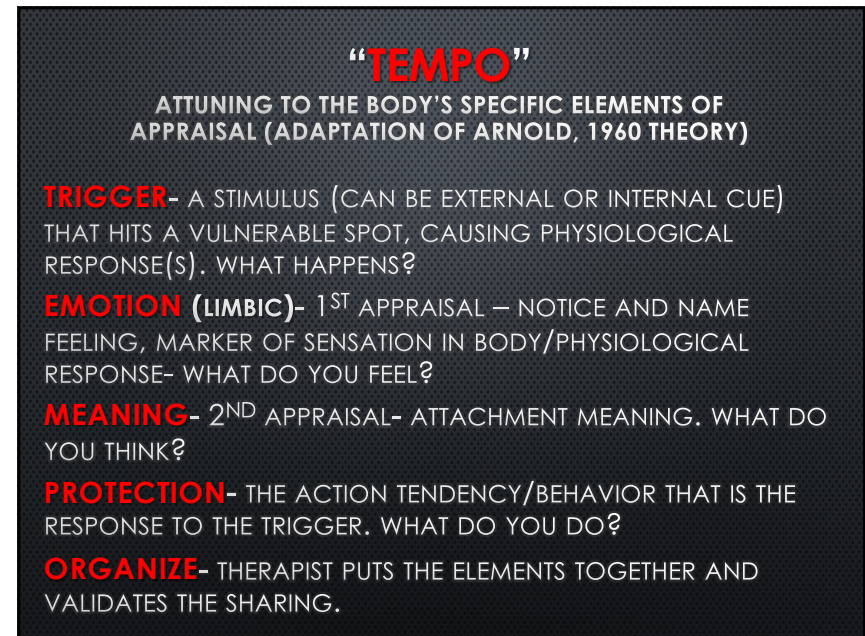 “TEMPO”
ATTUNING TO THE BODY’S SPECIFIC ELEMENTS OF
APPRAISAL (ADAPTATION OF ARNOLD, 1960 THEORY)
TRIGGER- A STIMULUS (CAN BE EXTERNAL OR INTERNAL CUE)
THAT HITS A VULNERABLE SPOT, CAUSING PHYSIOLOGICAL
RESPONSE(S). WHAT HAPPENS?
EMOTION (LIMBIC)- 1ST APPRAISAL – NOTICE AND NAME
FEELING, MARKER OF SENSATION IN BODY/PHYSIOLOGICAL
RESPONSE- WHAT DO YOU FEEL?
MEANING- 2ND APPRAISAL- ATTACHMENT MEANING. WHAT DO
YOU THINK?
PROTECTION- THE ACTION TENDENCY/BEHAVIOR THAT IS THE
RESPONSE TO THE TRIGGER. WHAT DO YOU DO?
ORGANIZE- THERAPIST PUTS THE ELEMENTS TOGETHER AND
VALIDATES THE SHARING.